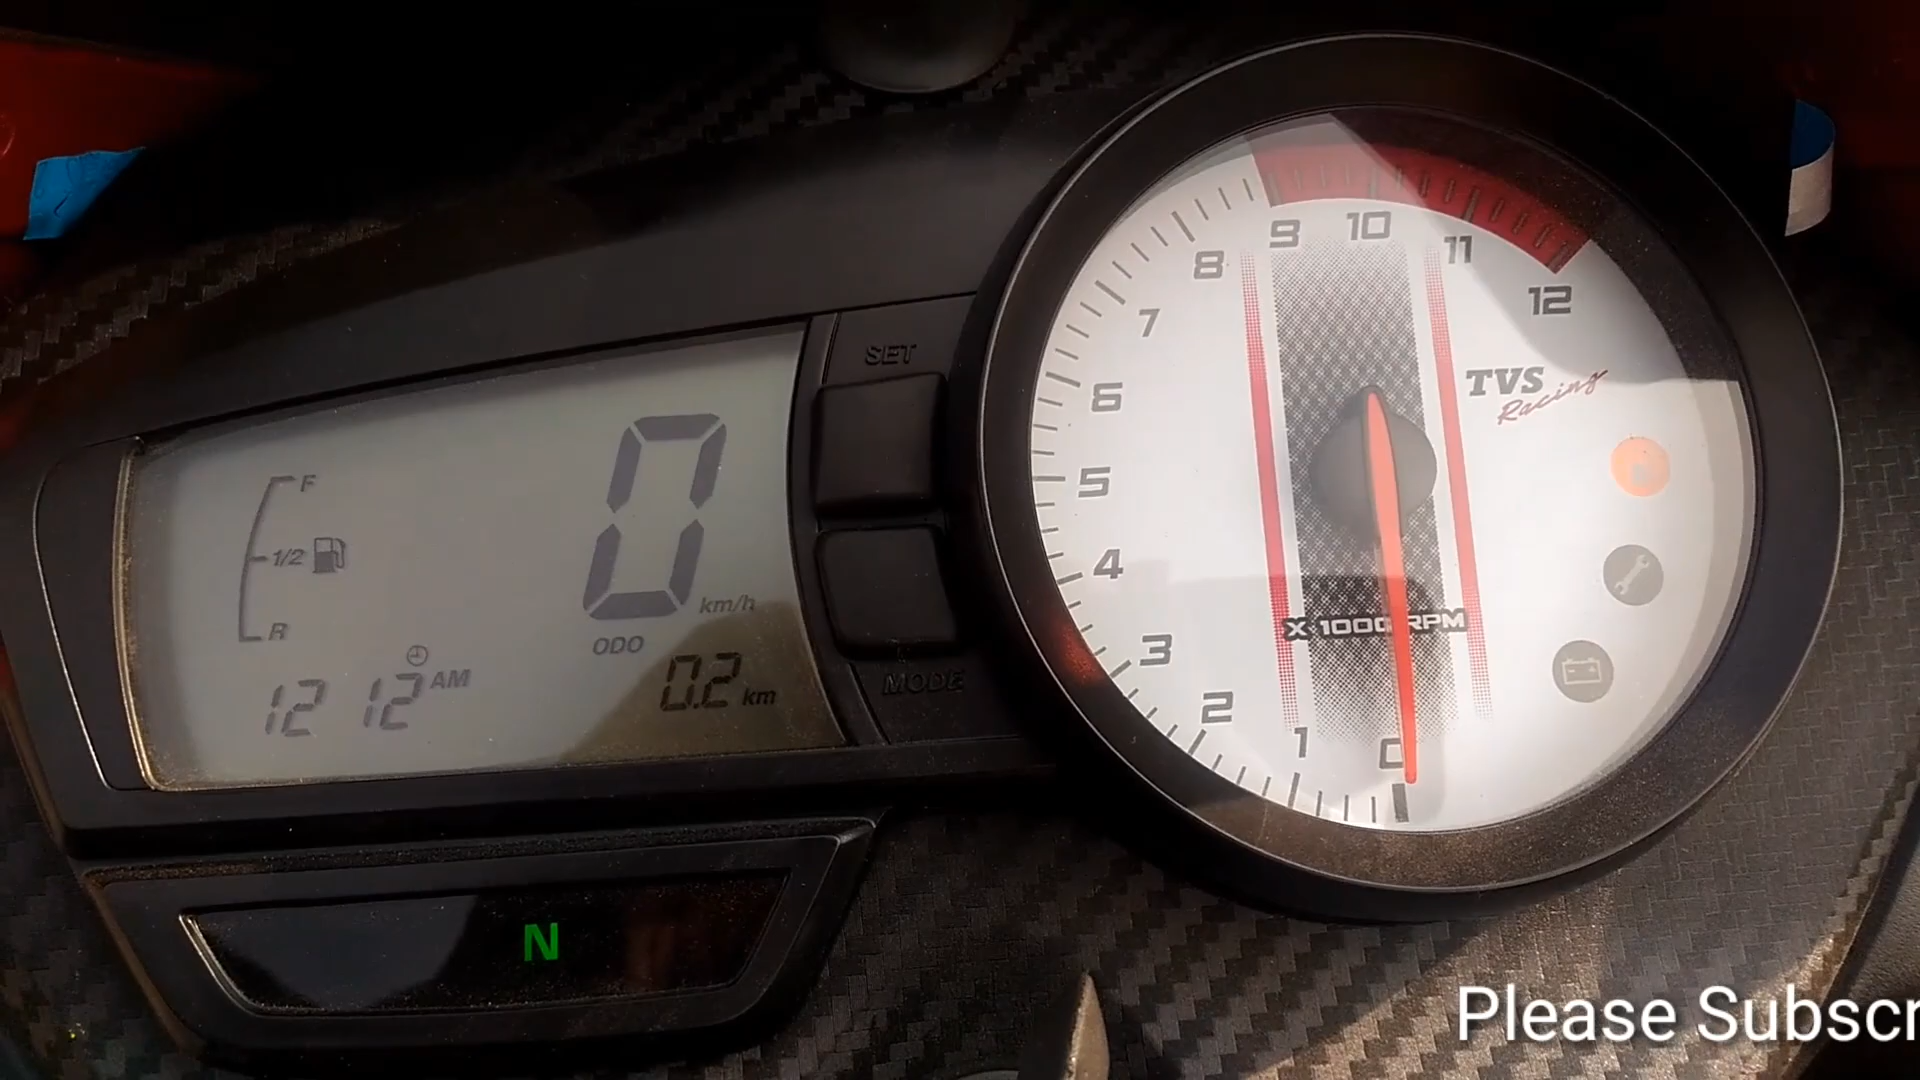 F
1/2
R
12 12 AM
0 km/h
ODO
0.2 km
SET
MODE
N
0
1
2
3
4
5
6
7
8
9
10
11
12
TVS
Racing
X 1000 RPM
Please Subscr